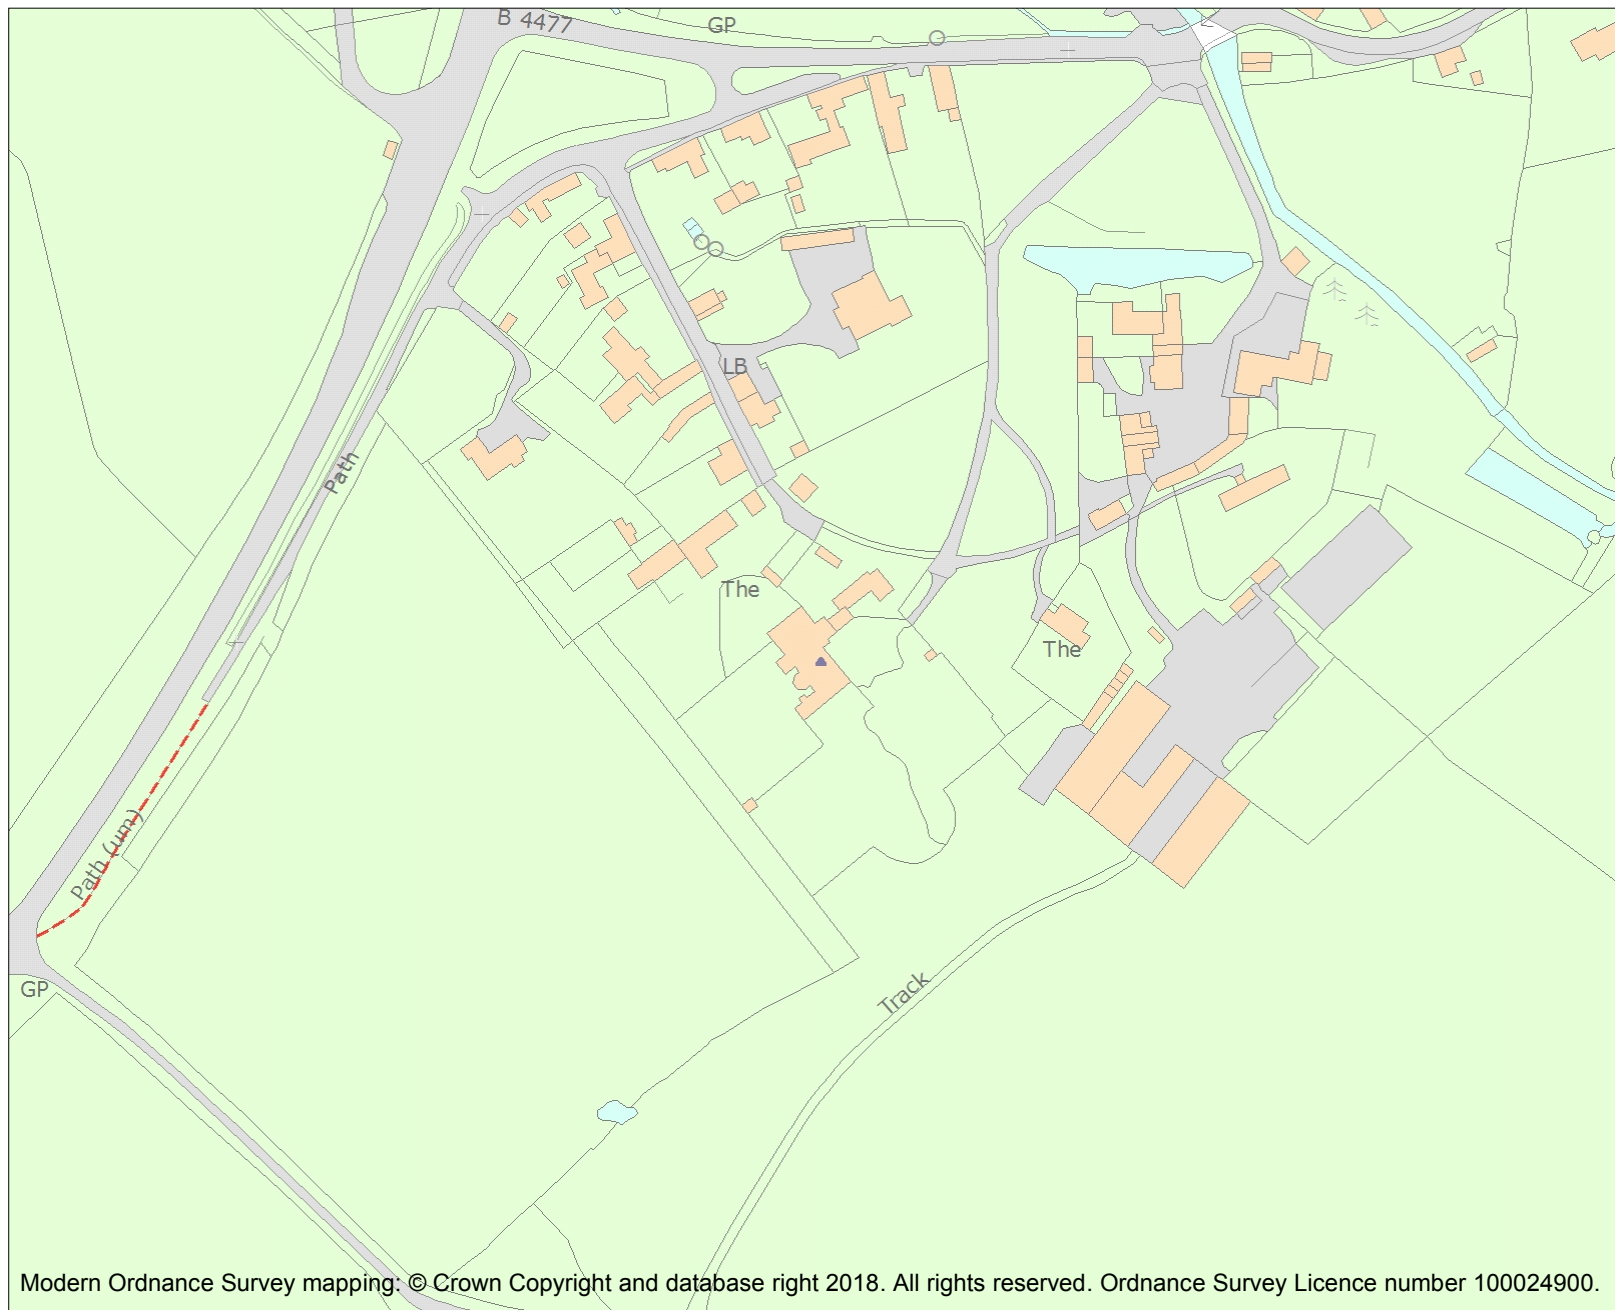 B 4477
GP
LB
Path
The
The
Path (um)
GP
Track
Modern Ordnance Survey mapping: © Crown Copyright and database right 2018. All rights reserved. Ordnance Survey Licence number 100024900.